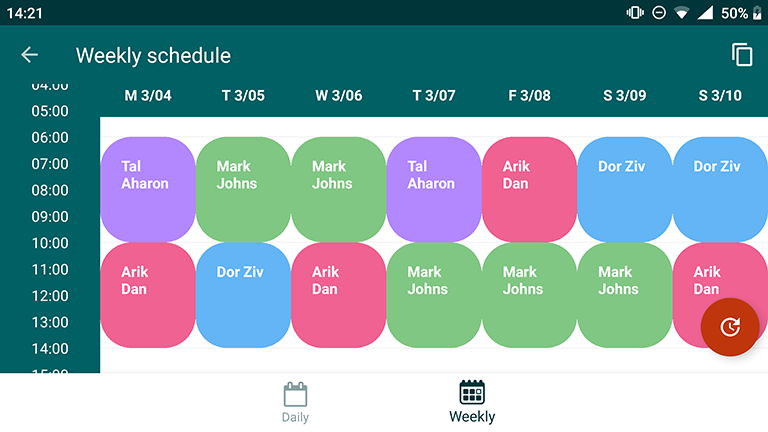 14:21
50%
Weekly schedule
M 3/04 T 3/05 W 3/06 T 3/07 F 3/08 S 3/09 S 3/10
04:00
05:00
06:00
07:00
08:00
09:00
10:00
11:00
12:00
13:00
14:00
15:00
Tal
Aharon
Mark
Johns
Mark
Johns
Tal
Aharon
Arik
Dan
Dor Ziv
Dor Ziv
Arik
Dan
Dor Ziv
Arik
Dan
Mark
Johns
Mark
Johns
Mark
Johns
Arik
Dan
Daily
Weekly